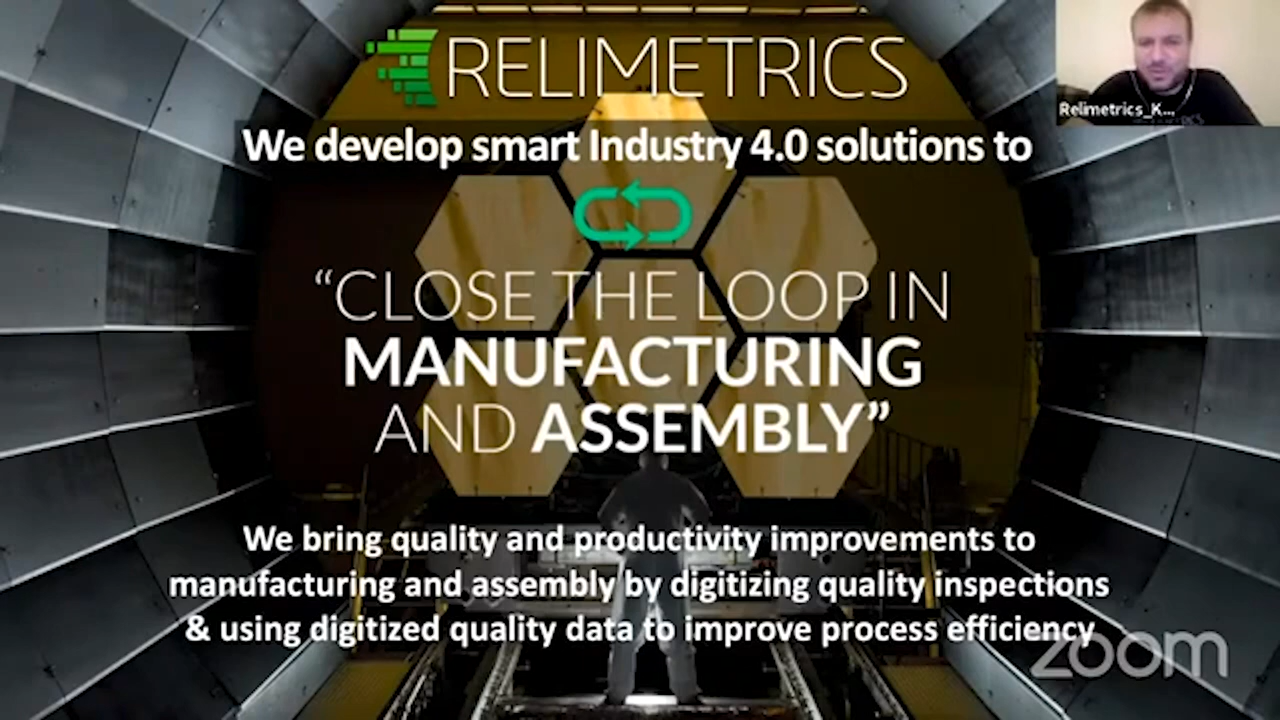 RELIMETRICS
We develop smart Industry 4.0 solutions to
“CLOSE THE LOOP IN
MANUFACTURING
AND ASSEMBLY”
We bring quality and productivity improvements to
manufacturing and assembly by digitizing quality inspections
& using digitized quality data to improve process efficiency
Relimetrics_K...
zoom